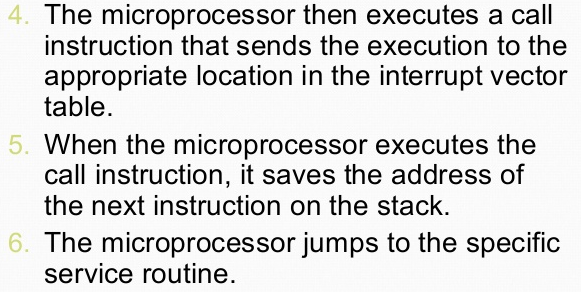 4. The microprocessor then executes a call
instruction that sends the execution to the
appropriate location in the interrupt vector
table.
5. When the microprocessor executes the
call instruction, it saves the address of
the next instruction on the stack.
6. The microprocessor jumps to the specific
service routine.